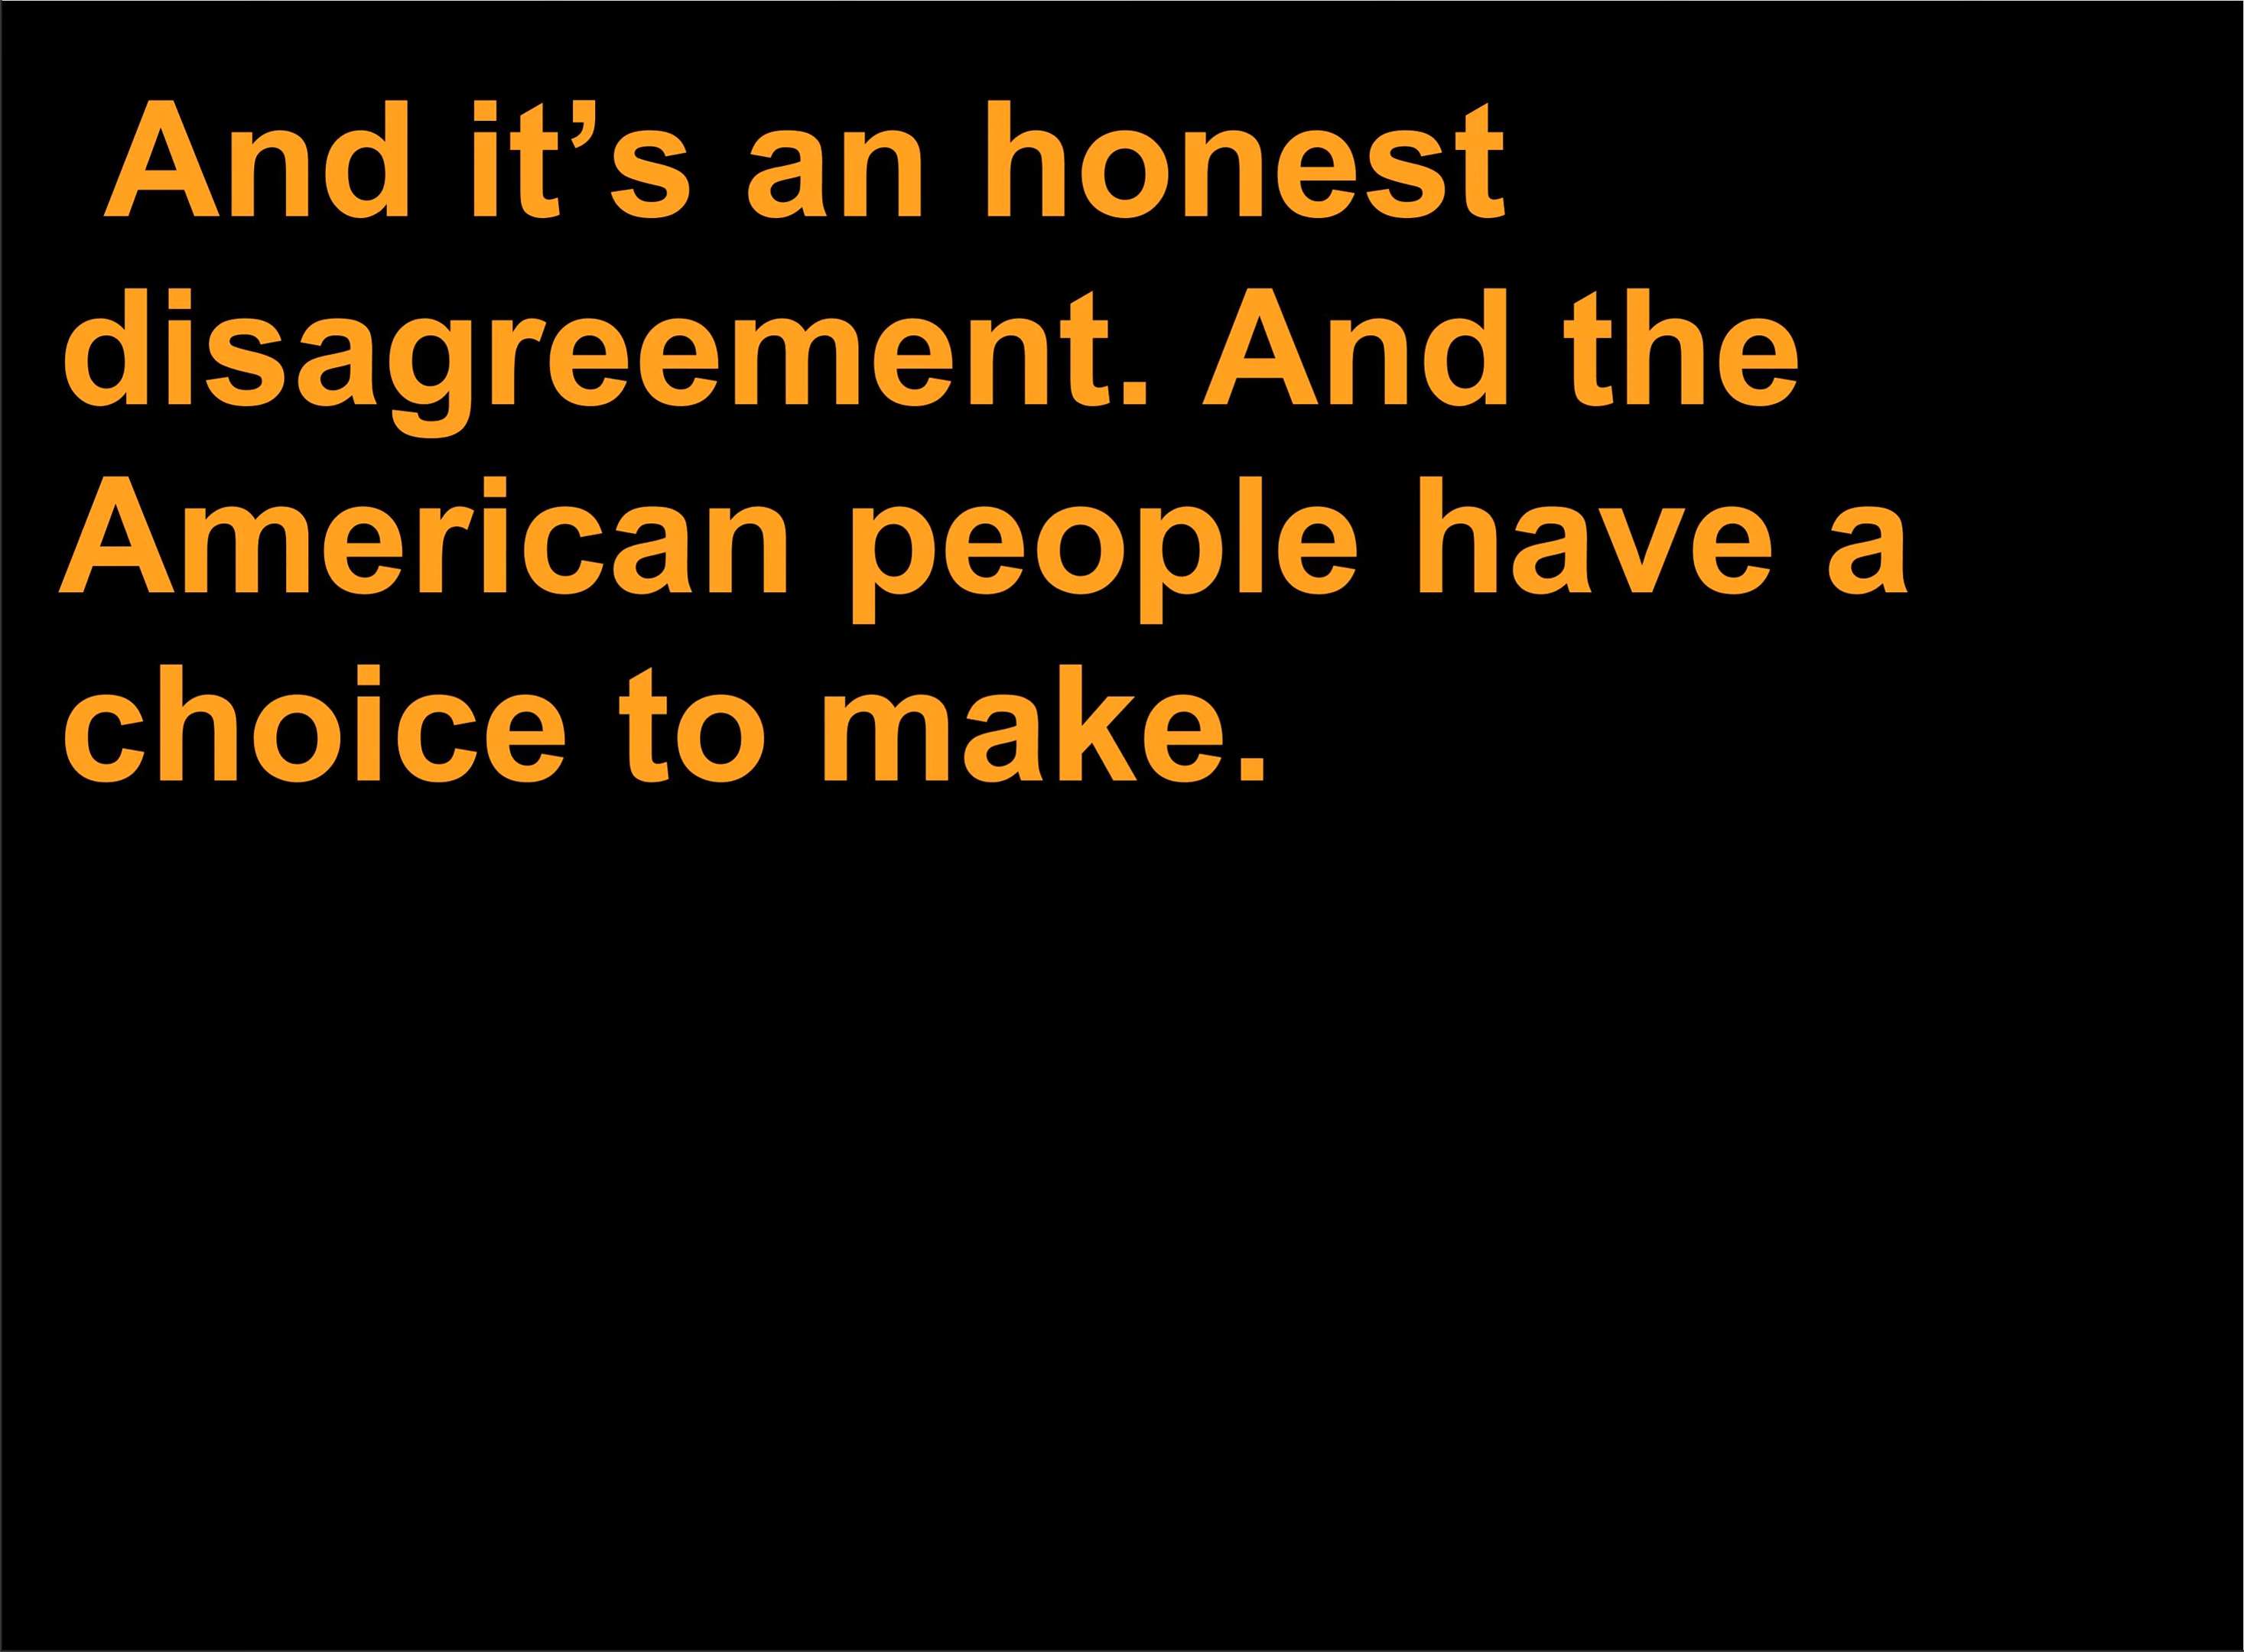 And it’s an honest
disagreement. And the
American people have a
choice to make.